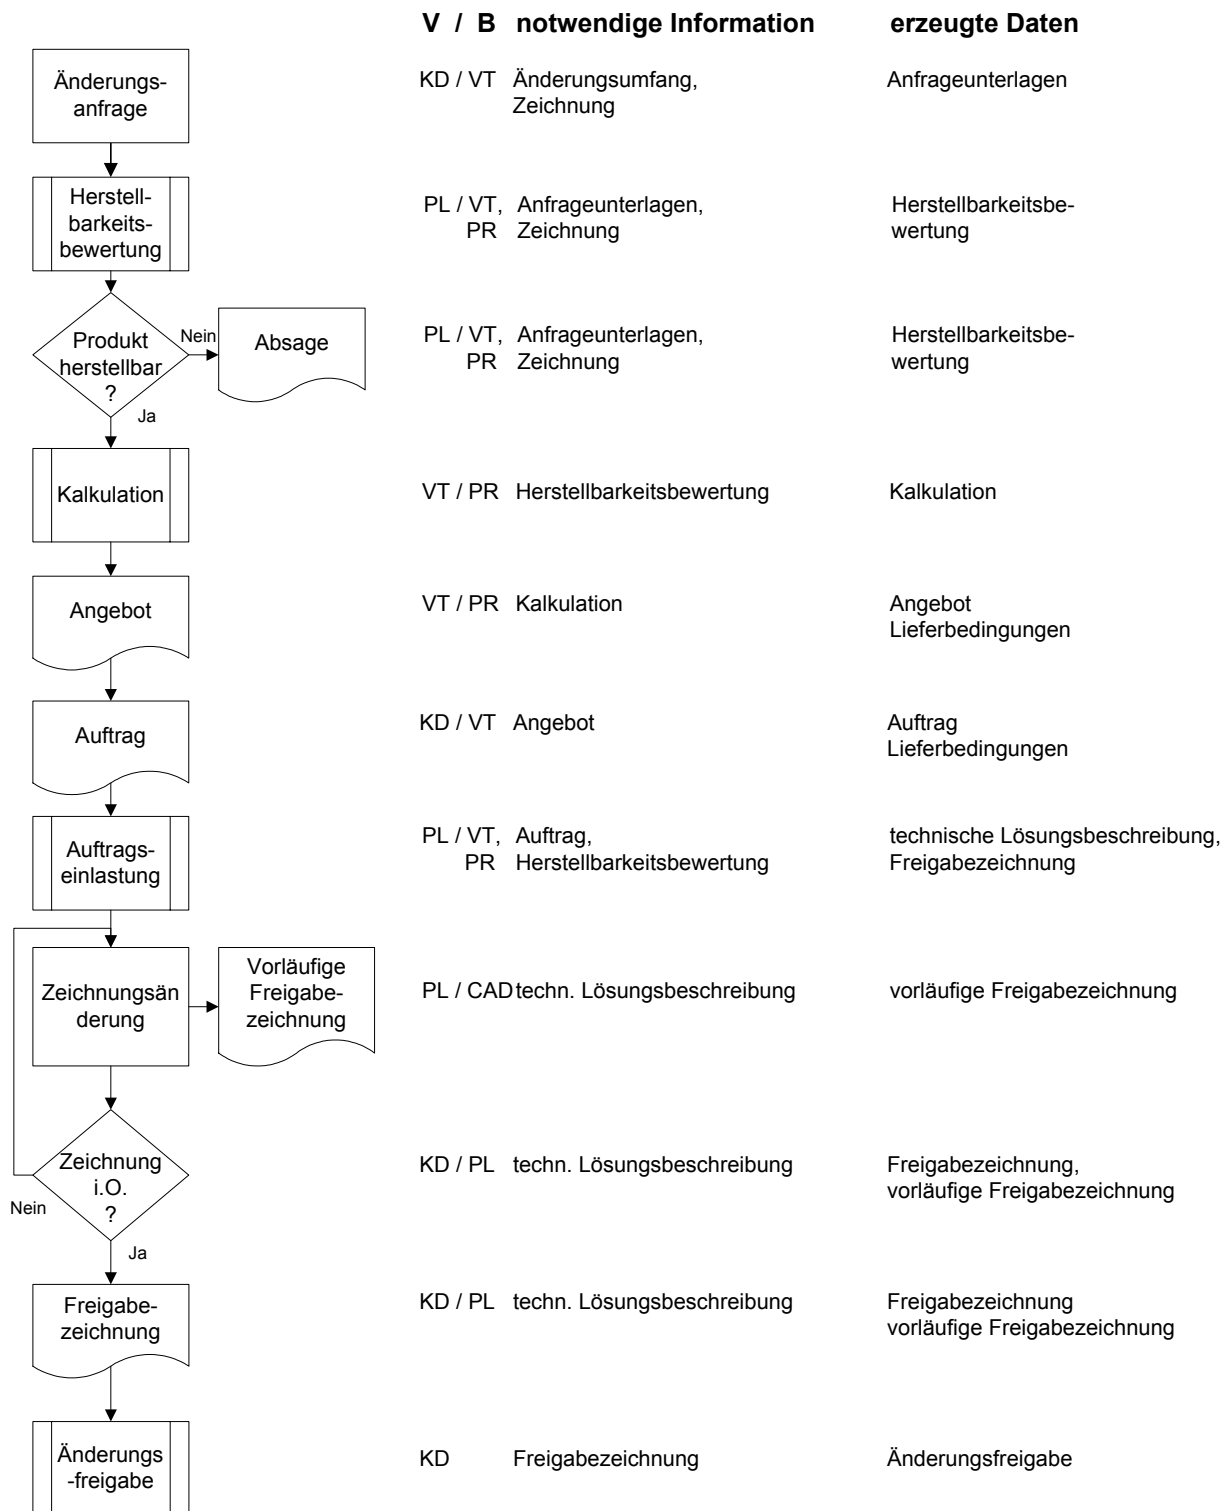 V / B notwendige Information erzeugte Daten
Änderungs-
anfrage
KD / VT Änderungsumfang,
Zeichnung
Anfrageunterlagen
Herstell-
barkeits-
bewertung
PL / VT, Anfrageunterlagen,
PR Zeichnung
Herstellbarkeitsbe-
wertung
Produkt
herstellbar
?
Nein
Ja
Absage
PL / VT, Anfrageunterlagen,
PR Zeichnung
Herstellbarkeitsbe-
wertung
Kalkulation
VT / PR Herstellbarkeitsbewertung
Kalkulation
Angebot
VT / PR Kalkulation
Angebot
Lieferbedingungen
Auftrag
KD / VT Angebot
Auftrag
Lieferbedingungen
Auftrags-
einlastung
PL / VT, Auftrag,
PR Herstellbarkeitsbewertung
technische Lösungsbeschreibung,
Freigabezeichnung
Zeichnungsän
derung
Vorläufige
Freigabe-
zeichnung
PL / CAD techn. Lösungsbeschreibung
vorläufige Freigabezeichnung
Zeichnung
i.O.
?
Nein
Ja
KD / PL techn. Lösungsbeschreibung
Freigabezeichnung,
vorläufige Freigabezeichnung
Freigabe-
zeichnung
KD / PL techn. Lösungsbeschreibung
Freigabezeichnung
vorläufige Freigabezeichnung
Änderungs
-freigabe
KD Freigabezeichnung
Änderungsfreigabe